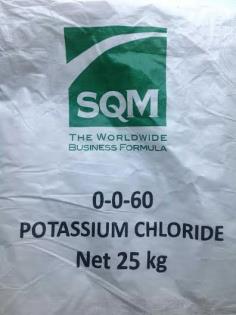 SQM
THE WORLDWIDE
BUSINESS FORMULA
0-0-60
POTASSIUM CHLORIDE
Net 25 kg